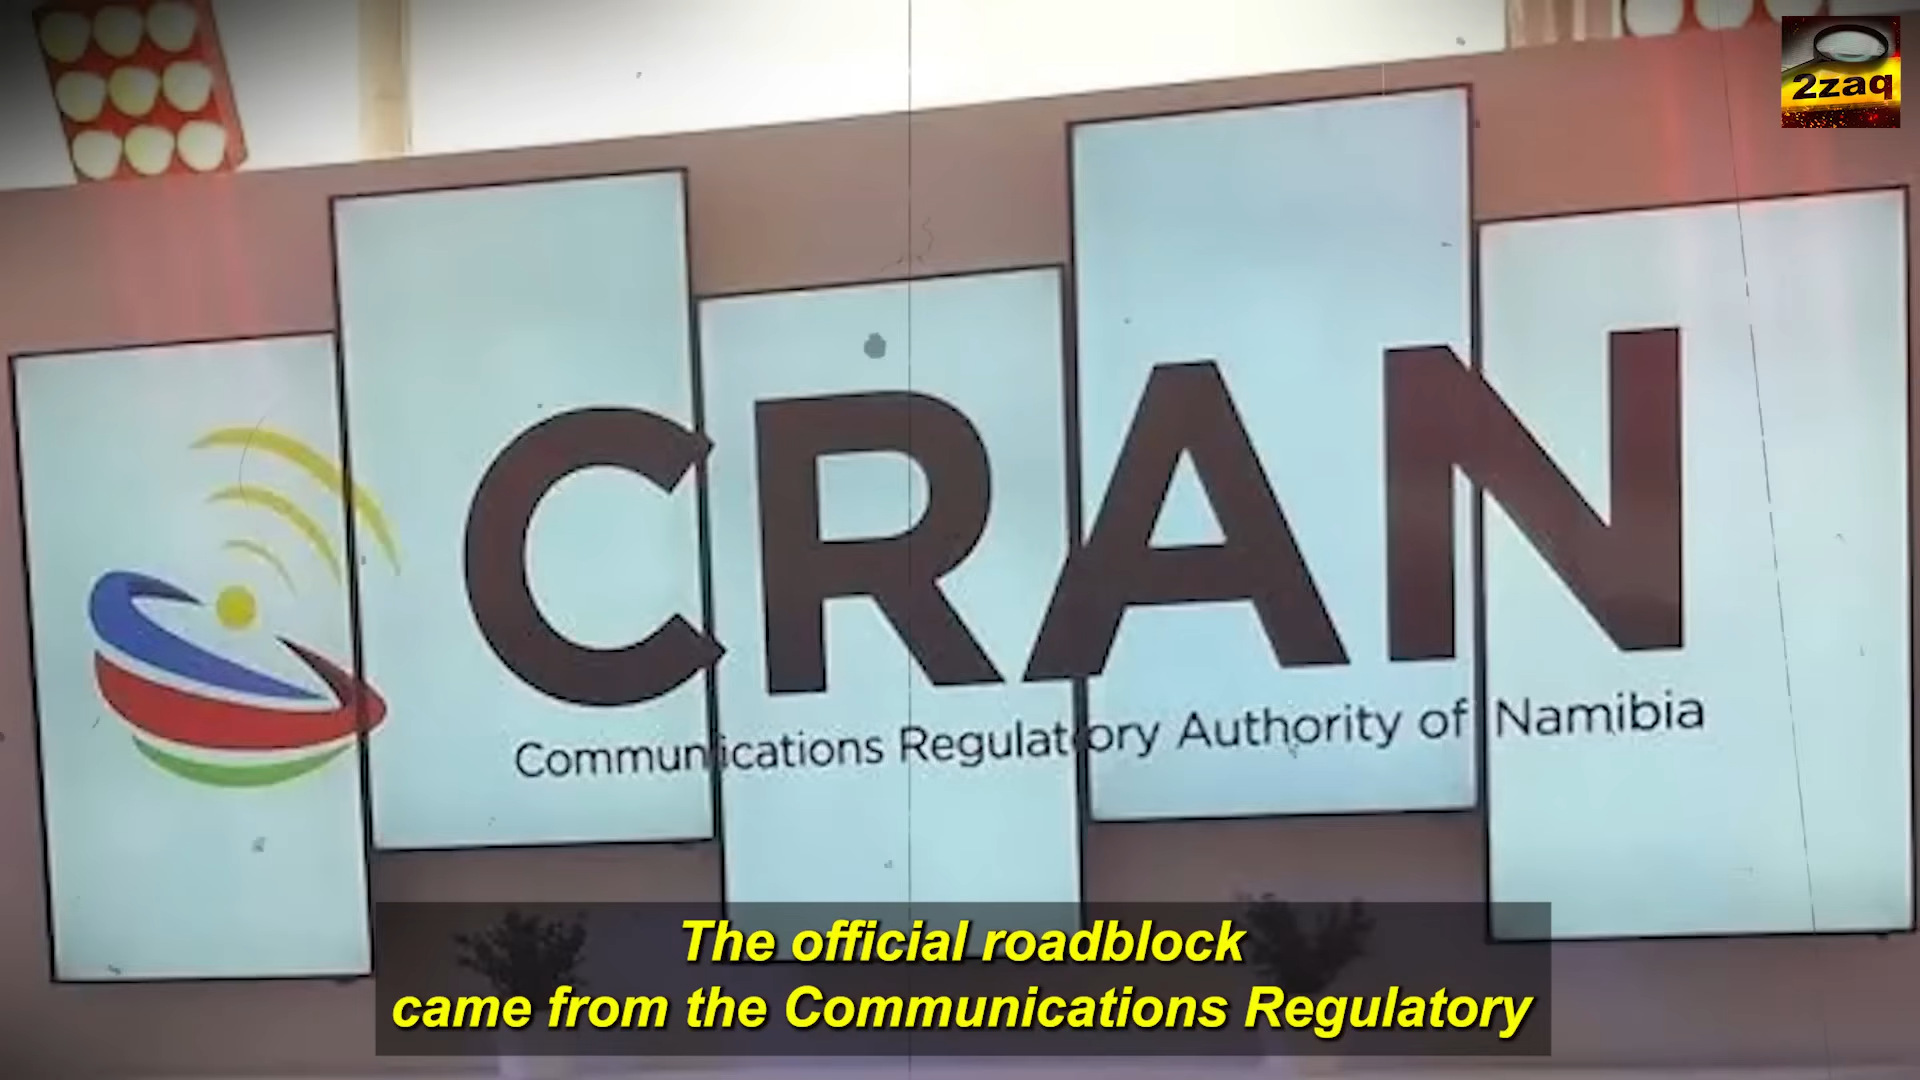 2zaq
CRAN
Communications Regulatory Authority of Namibia
The official roadblock
came from the Communications Regulatory